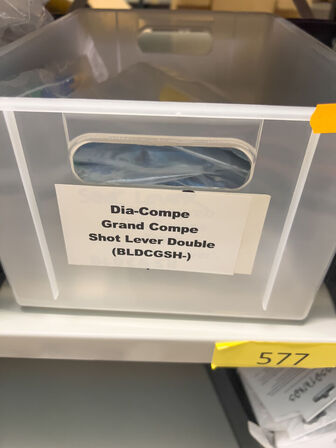 Dia-Compe
Grand Compe
Shot Lever Double
(BLDCGSH-)
577